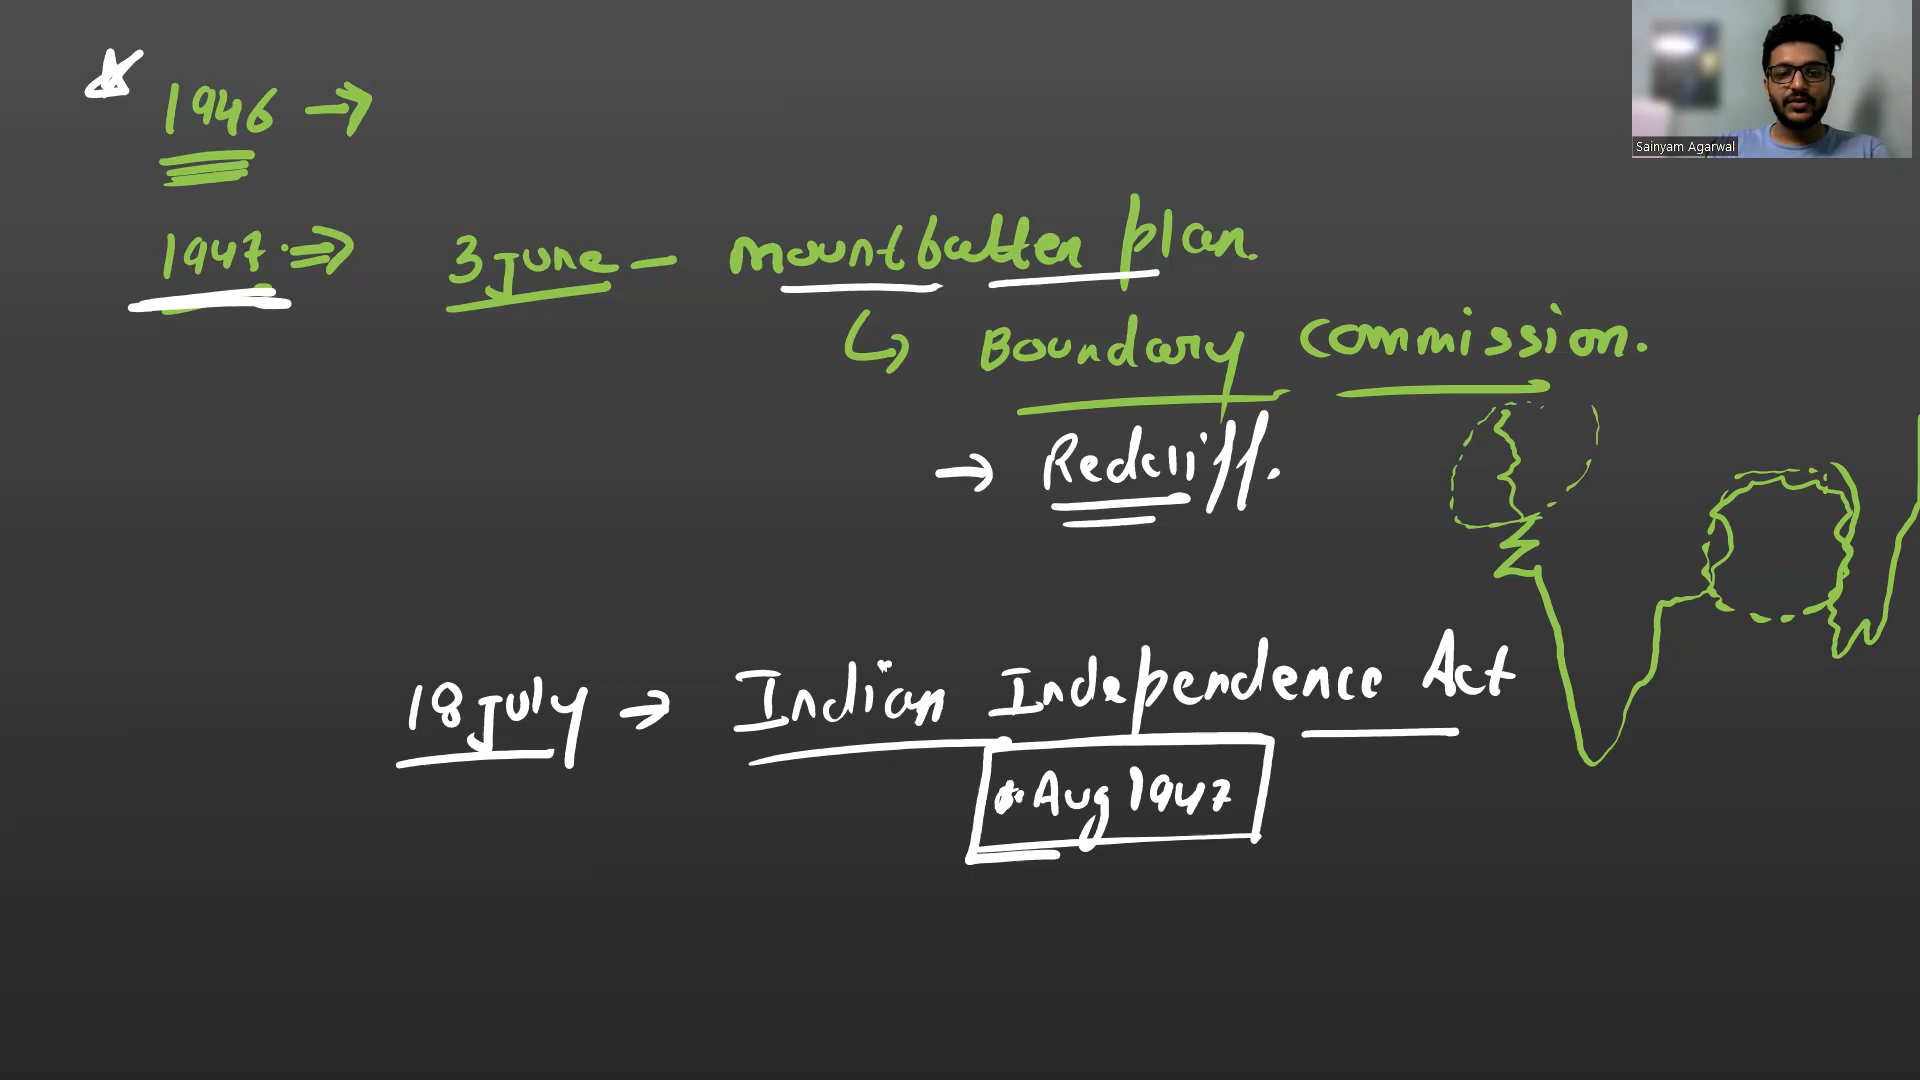 1946 →
Sainyam Agarwal
1947 ⇒ 3 June - mountbatten plan.
↳ Boundary commission.
→ Redcliff.
18 July → Indian Independence Act
Aug 1947